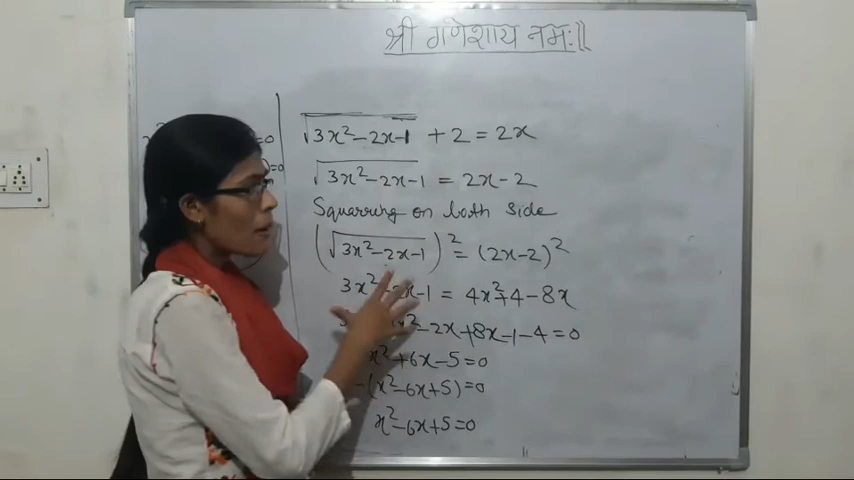 श्री गणेशाय नमः॥
√3x²-2x-1 + 2 = 2x
√3x²-2x-1 = 2x-2
Squarring on both side
(√3x²-2x-1)² = (2x-2)²
3x²-2x-1 = 4x²+4-8x
-2x+8x-1-4=0
x²+6x-5=0
-(x²-6x+5)=0
x²-6x+5=0